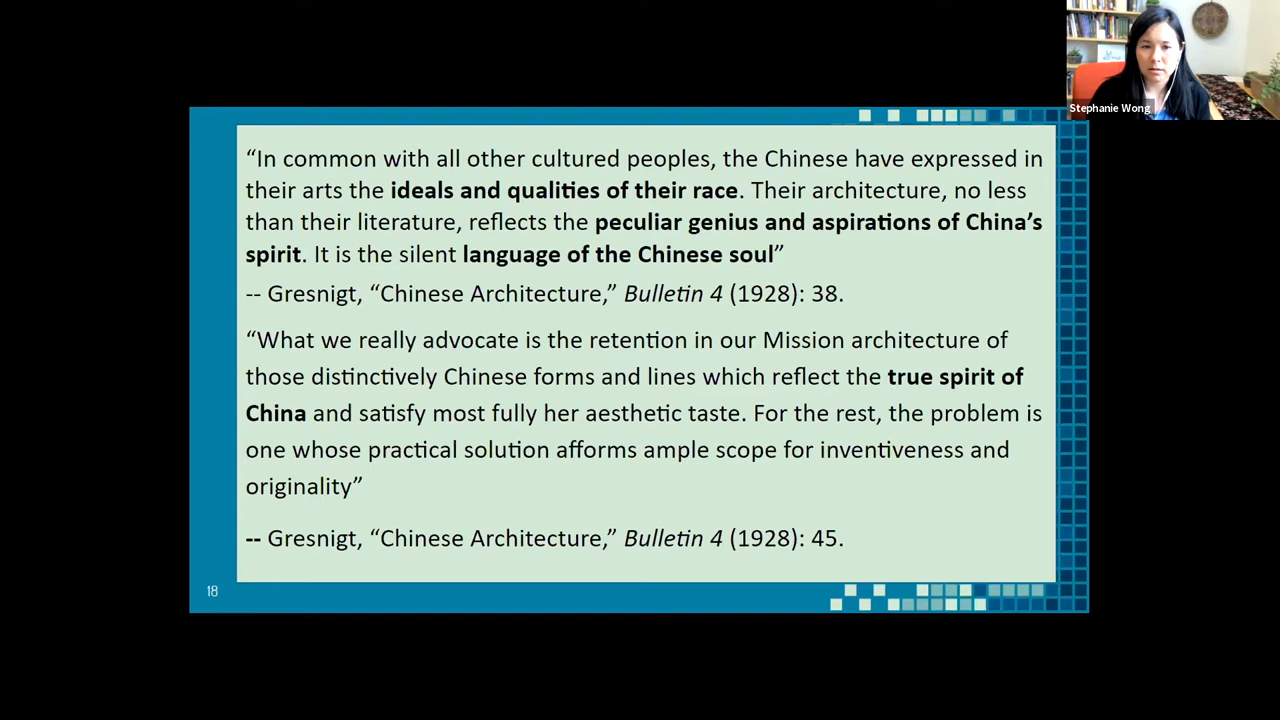 Stephanie Wong
“In common with all other cultured peoples, the Chinese have expressed in
their arts the ideals and qualities of their race. Their architecture, no less
than their literature, reflects the peculiar genius and aspirations of China’s
spirit. It is the silent language of the Chinese soul”
-- Gresnigt, “Chinese Architecture,” Bulletin 4 (1928): 38.
“What we really advocate is the retention in our Mission architecture of
those distinctively Chinese forms and lines which reflect the true spirit of
China and satisfy most fully her aesthetic taste. For the rest, the problem is
one whose practical solution afforms ample scope for inventiveness and
originality”
-- Gresnigt, “Chinese Architecture,” Bulletin 4 (1928): 45.
18